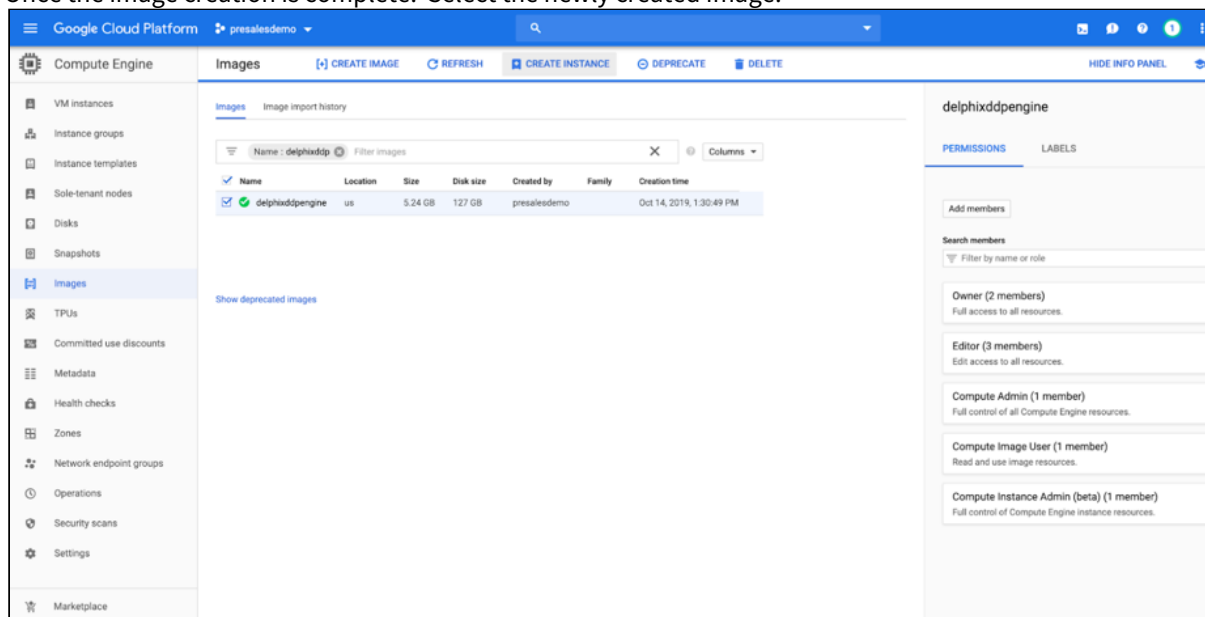 Once the image creation is complete. Select the newly created image.
Google Cloud Platform presalesdemo 1
Compute Engine Images CREATE IMAGE REFRESH CREATE INSTANCE DEPRECATE DELETE HIDE INFO PANEL
VM instances
Instance groups
Instance templates
Sole-tenant nodes
Disks
Snapshots
Images
TPUs
Committed use discounts
Metadata
Health checks
Zones
Network endpoint groups
Operations
Security scans
Settings
Marketplace
Images Image import history
Name : delphixddp Filter images Columns
Name Location Size Disk size Created by Family Creation time
delphixddpengine us 5.24 GB 127 GB presalesdemo Oct 14, 2019, 1:30:49 PM
Show deprecated images
delphixddpengine
PERMISSIONS LABELS
Add members
Search members
Filter by name or role
Owner (2 members)
Full access to all resources.
Editor (3 members)
Edit access to all resources.
Compute Admin (1 member)
Full control of all Compute Engine resources.
Compute Image User (1 member)
Read and use image resources.
Compute Instance Admin (beta) (1 member)
Full control of Compute Engine instance resources.